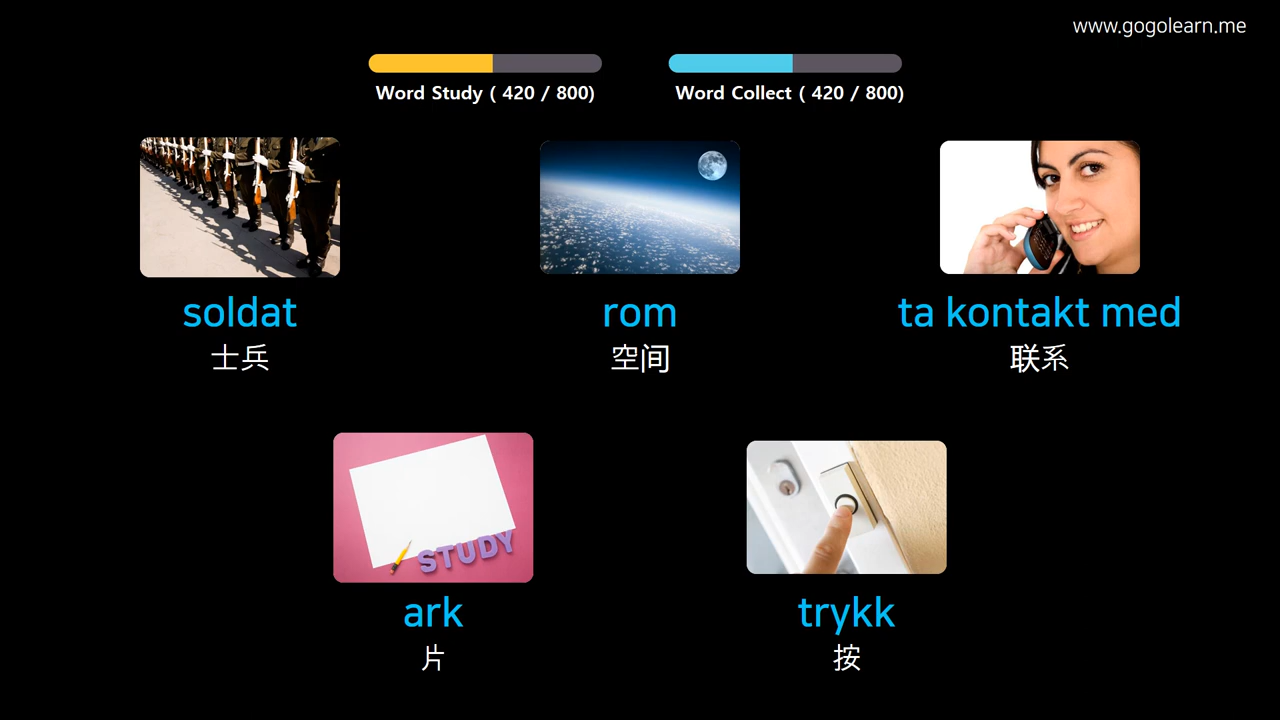 www.gogolearn.me
Word Study ( 420 / 800)
Word Collect ( 420 / 800)
soldat
士兵
rom
空间
ta kontakt med
联系
STUDY
ark
片
trykk
按